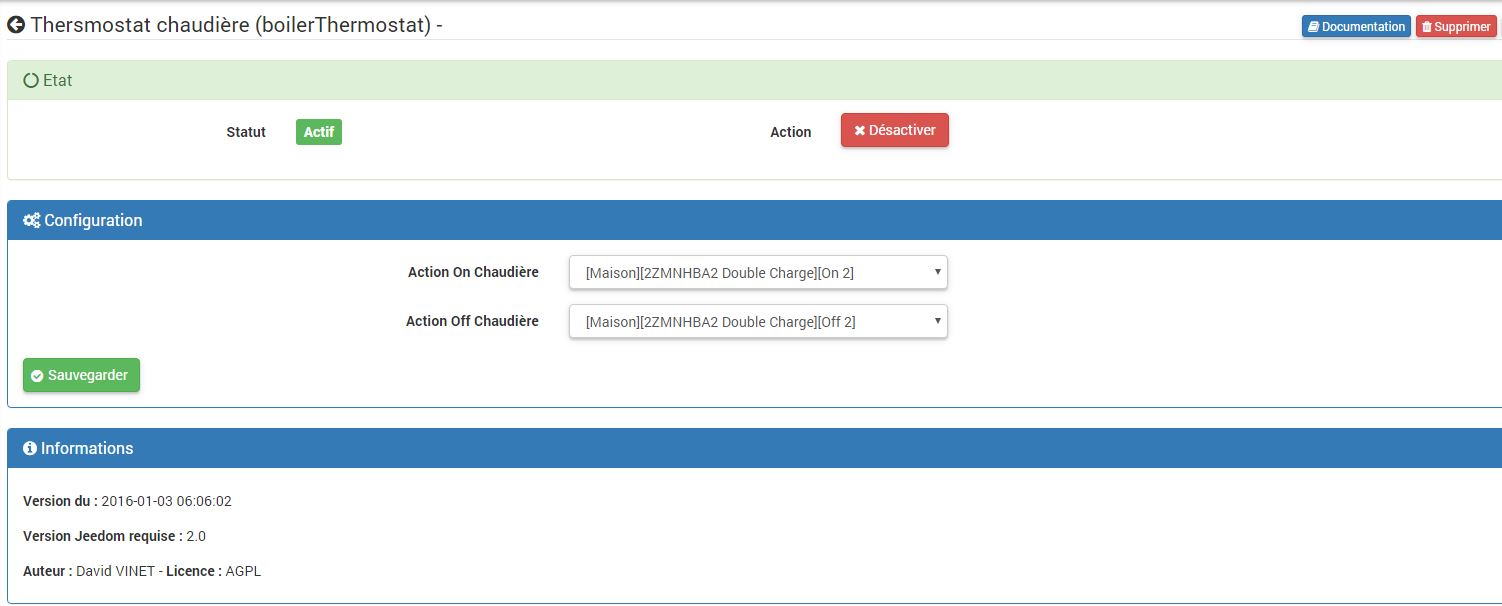 Thersmostat chaudière (boilerThermostat) -
Documentation Supprimer
Etat
Statut Actif Action Désactiver
Configuration
Action On Chaudière [Maison][2ZMNHBA2 Double Charge][On 2]
Action Off Chaudière [Maison][2ZMNHBA2 Double Charge][Off 2]
Sauvegarder
Informations
Version du : 2016-01-03 06:06:02
Version Jeedom requise : 2.0
Auteur : David VINET - Licence : AGPL